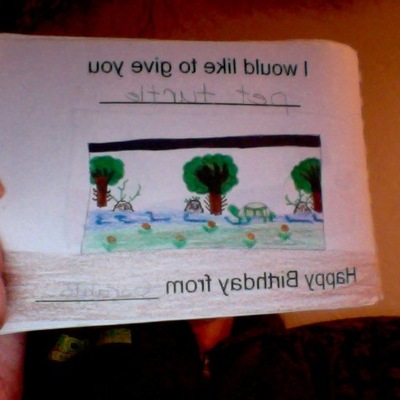 I would like to give you
pet turtle
Happy Birthday from